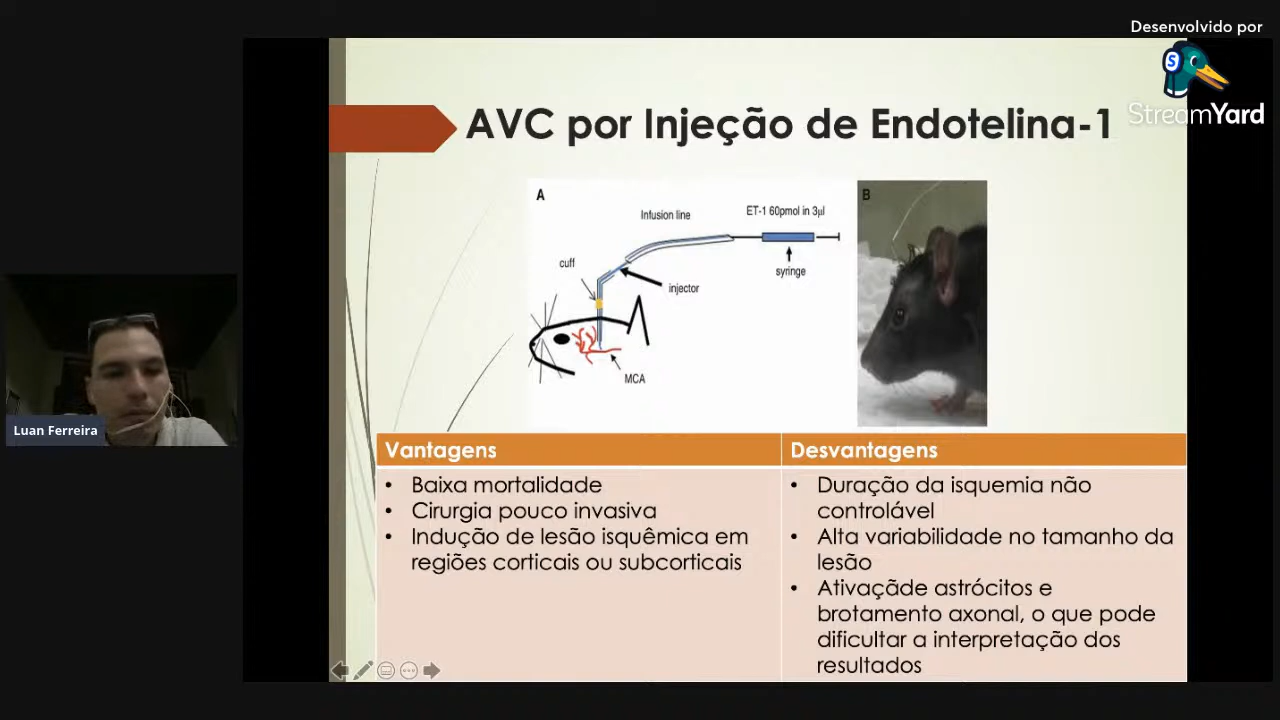 Desenvolvido por
StreamYard
AVC por Injeção de Endotelina-1
A
Infusion line
ET-1 60pmol in 3µl
cuff
injector
syringe
MCA
B
Luan Ferreira
Vantagens
• Baixa mortalidade
• Cirurgia pouco invasiva
• Indução de lesão isquêmica em
regiões corticais ou subcorticais
Desvantagens
• Duração da isquemia não
controlável
• Alta variabilidade no tamanho da
lesão
• Ativaçãde astrócitos e
brotamento axonal, o que pode
dificultar a interpretação dos
resultados